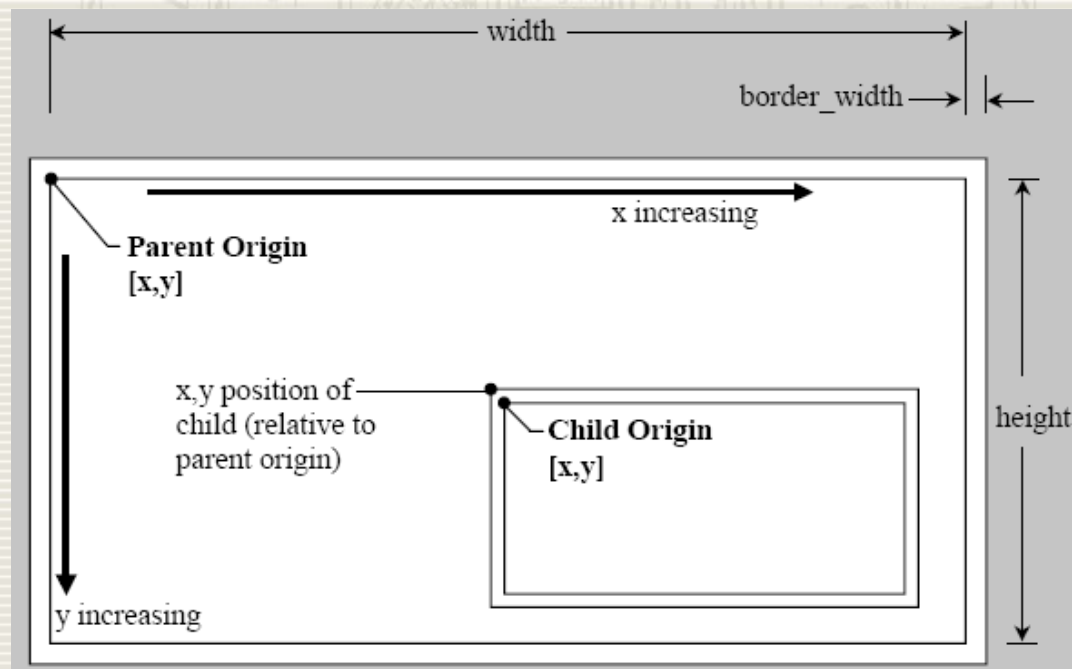 width
border_width
x increasing
Parent Origin
[x,y]
x,y position of
child (relative to
parent origin)
Child Origin
[x,y]
height
y increasing